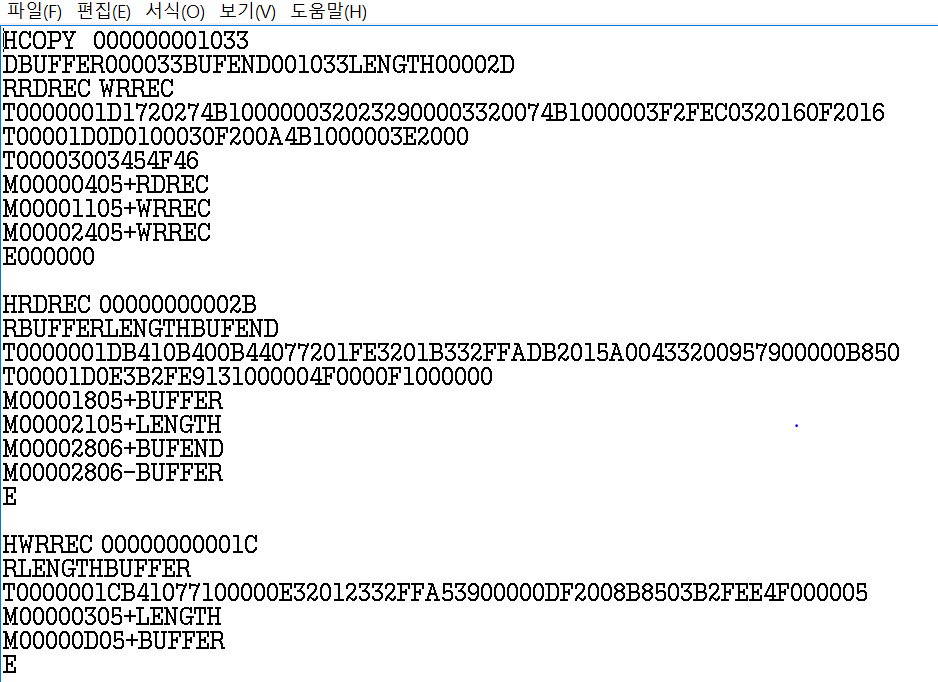 파일(F) 편집(E) 서식(O) 보기(V) 도움말(H)
HCOPY  000000001033
DBUFFER000033BUFEND001033LENGTH00002D
RRDREC WRREC
T0000001D1720274B1000000320232900003320074B1000003F2FEC0320160F2016
T00001D0D0100030F200A4B1000003E2000
T00003003454F46
M00000405+RDREC
M00001105+WRREC
M00002405+WRREC
E000000

HRDREC 00000000002B
RBUFFERLENGTHBUFEND
T0000001DB410B400B44077201FE3201B332FFADB2015A00433200957900000B850
T00001D0E3B2FE9131000004F0000F1000000
M00001805+BUFFER
M00002105+LENGTH
M00002806+BUFEND
M00002806-BUFFER
E

HWRREC 00000000001C
RLENGTHBUFFER
T0000001CB41077100000E32012332FFA53900000DF2008B8503B2FEE4F000005
M00000305+LENGTH
M00000D05+BUFFER
E